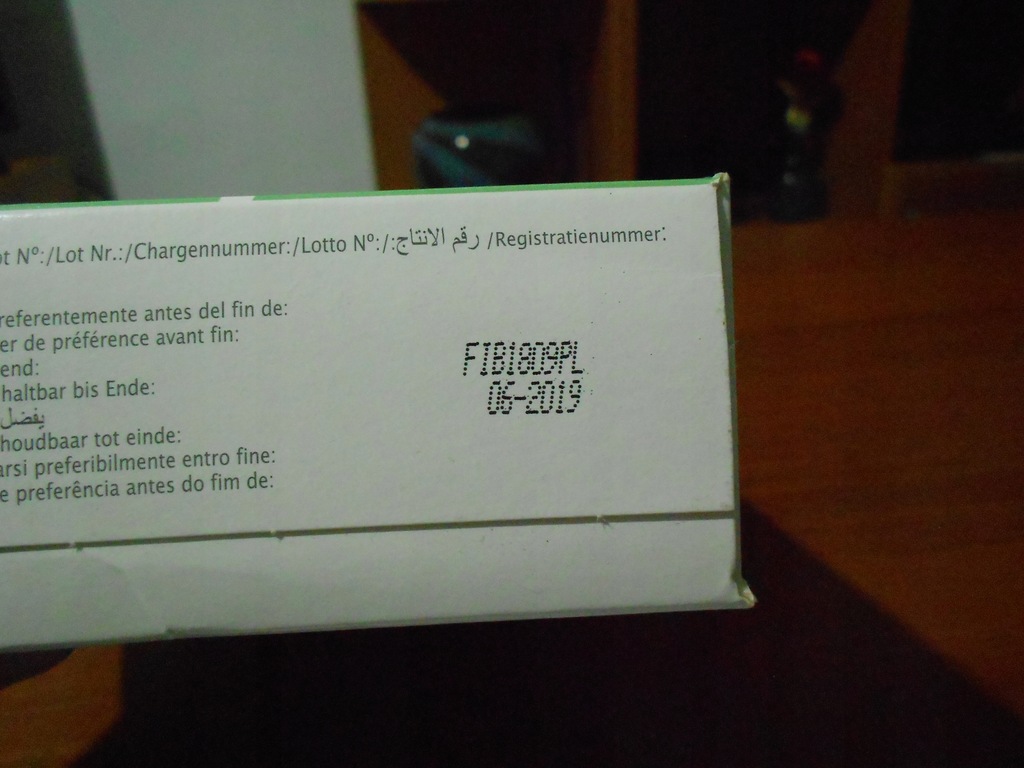 ot Nº:/Lot Nr.:/Chargennummer:/Lotto Nº:/رقم الانتاج:/Registratienummer:
referentemente antes del fin de:
er de préférence avant fin:
end:
haltbar bis Ende:
يفضل
houdbaar tot einde:
arsi preferibilmente entro fine:
e preferência antes do fim de:
FIB1809PL
06-2019